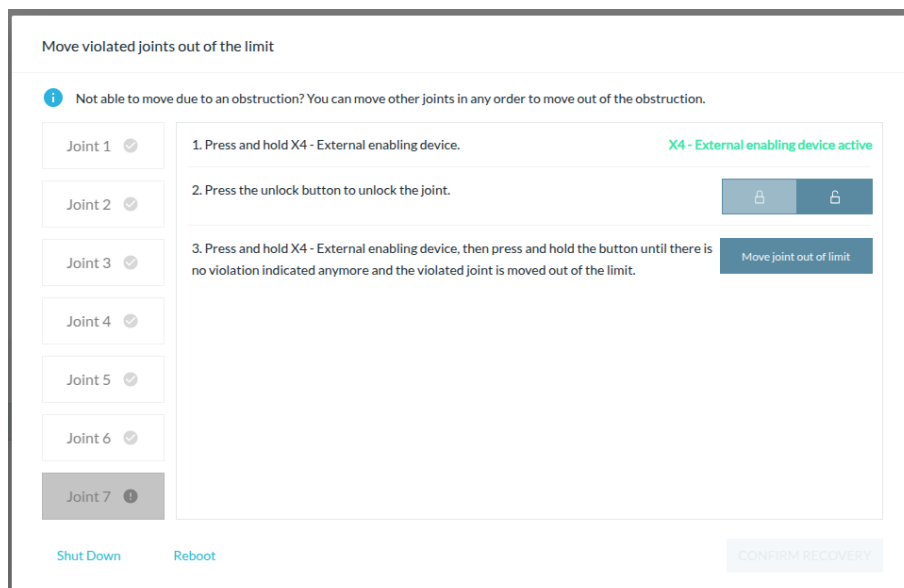 Move violated joints out of the limit
Not able to move due to an obstruction? You can move other joints in any order to move out of the obstruction.
Joint 1
Joint 2
Joint 3
Joint 4
Joint 5
Joint 6
Joint 7
1. Press and hold X4 - External enabling device.
X4 - External enabling device active
2. Press the unlock button to unlock the joint.
3. Press and hold X4 - External enabling device, then press and hold the button until there is
no violation indicated anymore and the violated joint is moved out of the limit.
Move joint out of limit
Shut Down
Reboot
CONFIRM RECOVERY